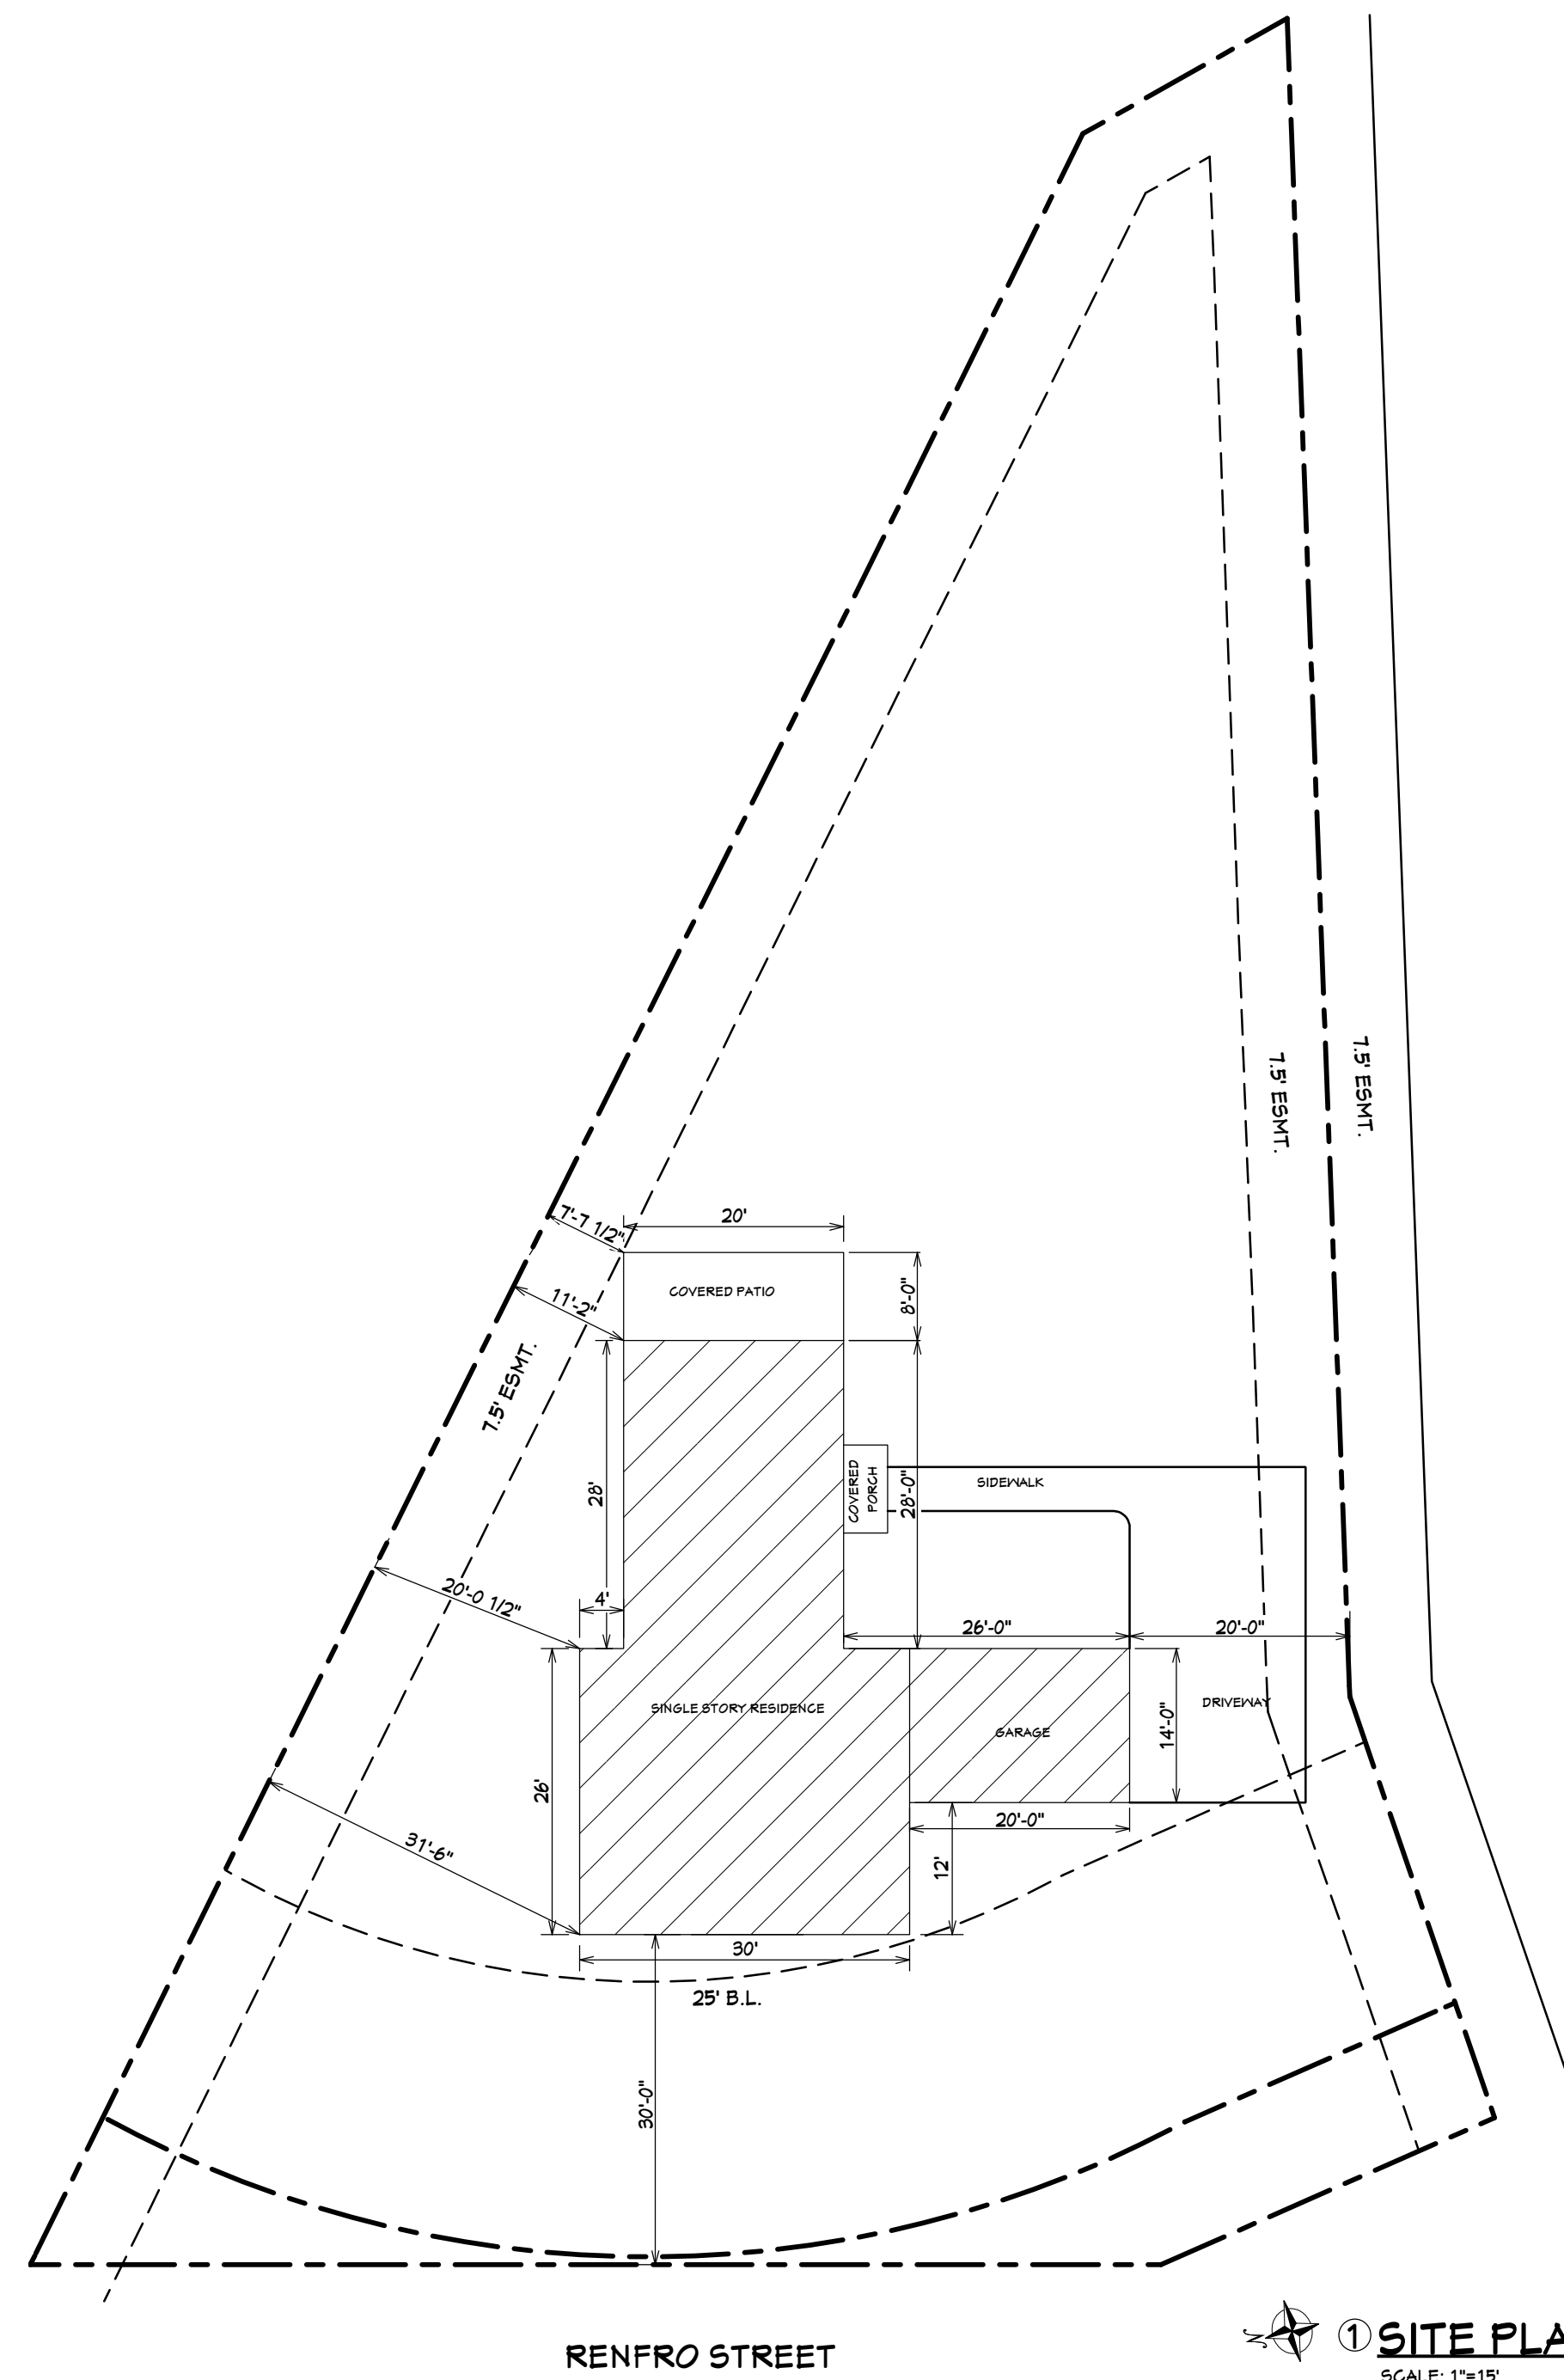 7.5' ESMT.
7.5' ESMT.
7'-7 1/2"
20'
COVERED PATIO
8'-0"
11'-2"
7.5' ESMT.
28'
COVERED
PORCH
28'-0"
SIDEWALK
20'-0 1/2"
4'
26'-0"
20'-0"
SINGLE STORY RESIDENCE
GARAGE
14'-0"
DRIVEWAY
26'
31'-6"
20'-0"
12'
30'
25' B.L.
30'-0"
RENFRO STREET
N
1 SITE PLA
SCALE: 1"=15'